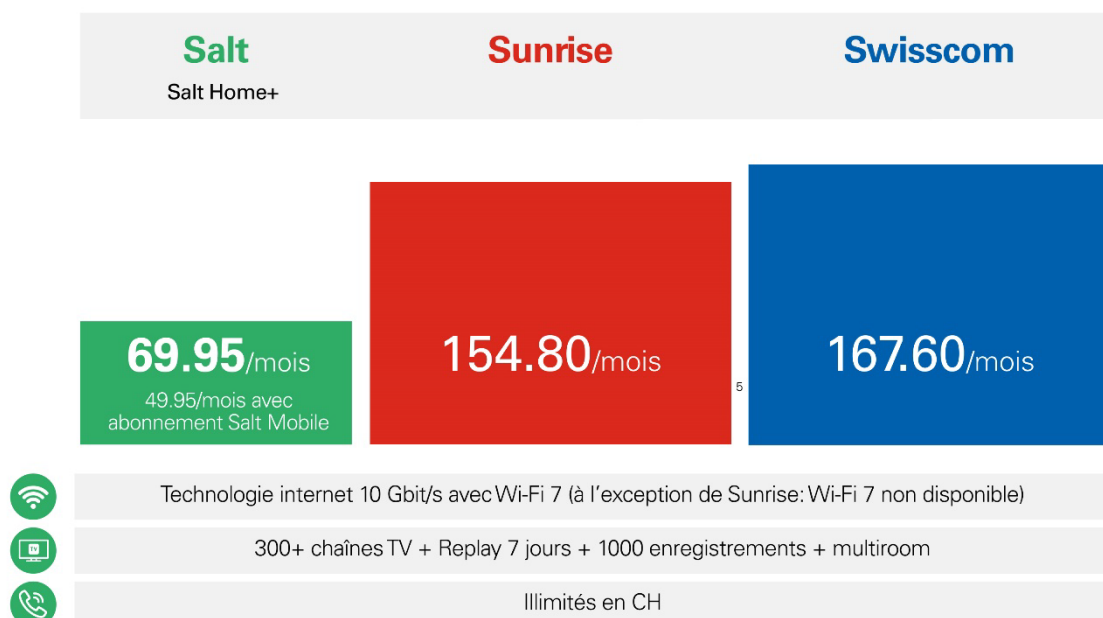 Salt
Sunrise
Swisscom
Salt Home+
69.95/mois
49.95/mois avec
abonnement Salt Mobile
154.80/mois
5
167.60/mois
Technologie internet 10 Gbit/s avec Wi-Fi 7 (à l'exception de Sunrise: Wi-Fi 7 non disponible)
TV
300+ chaînes TV + Replay 7 jours + 1000 enregistrements + multiroom
Illimités en CH